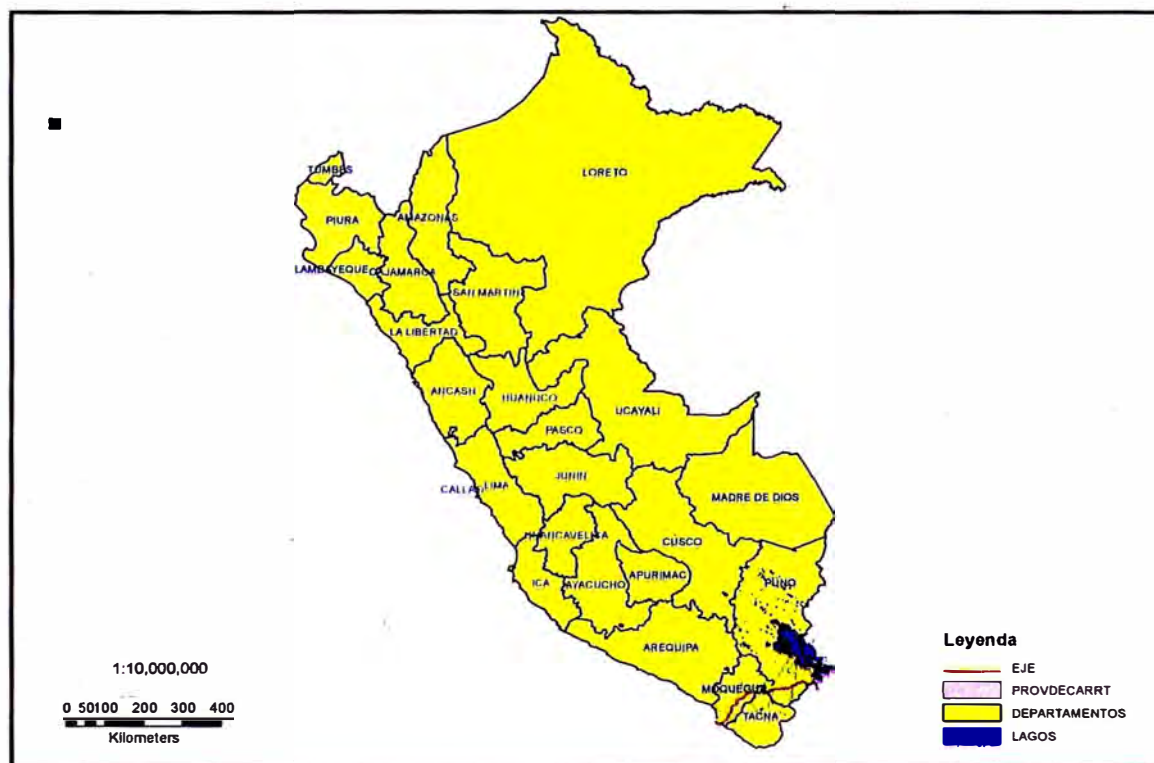 TUMBES
LORETO
PIURA
AMAZONAS
LAMBAYEQUE
CAJAMARCA
SAN MARTIN
LA LIBERTAD
ANCASH
HUANUCO
UCAYALI
PASCO
JUNIN
CALLAO
LIMA
MADRE DE DIOS
HUANCAVELICA
CUSCO
ICA
AYACUCHO
APURIMAC
PUNO
AREQUIPA
MOQUEGUA
TACNA
1:10,000,000
0 50100 200 300 400
Kilometers
Leyenda
EJE
PROVDECARRT
DEPARTAMENTOS
LAGOS